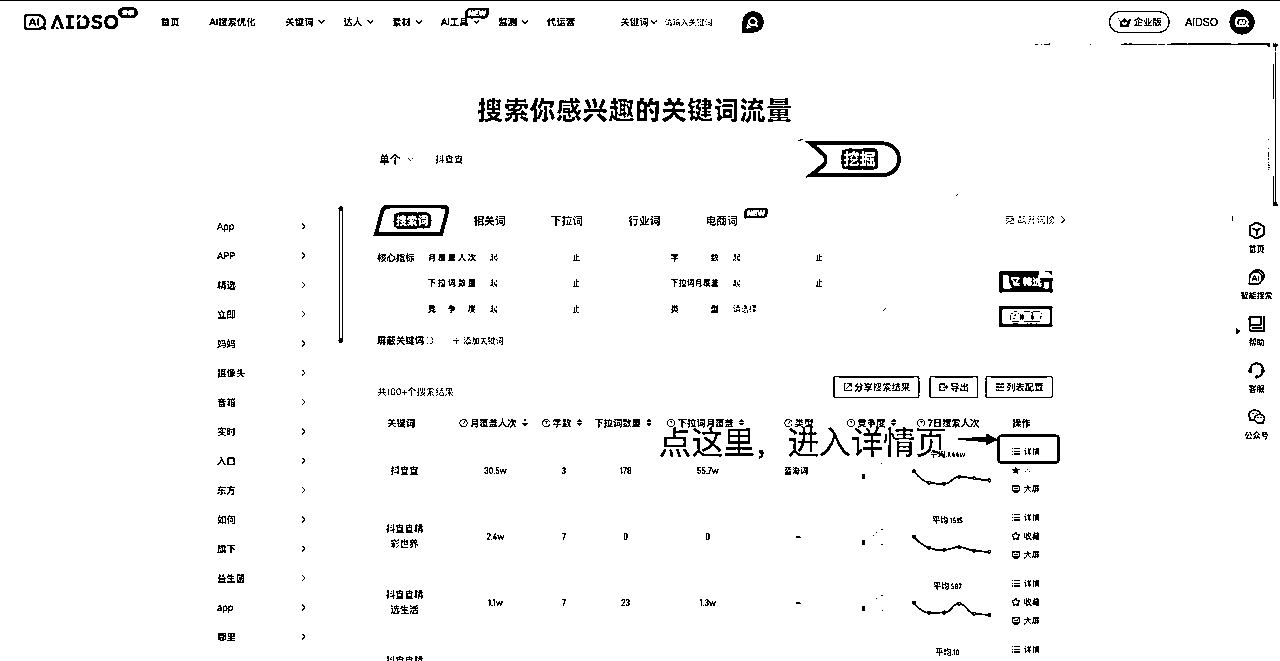 AIDSO
首页 AI搜索优化 关键词 达人 素材 AI工具 NEW 监测 代运营 关键词 请输入关键词 企业版 AIDSO
搜索你感兴趣的关键词流量
单个 抖查查 挖掘
搜索词 相关词 下拉词 行业词 电商词 NEW
核心指标 月覆盖人次 起 止 字数 起 止
下拉词数量 起 止 下拉词月覆盖 起 止
竞争度 起 止 类型 请选择
筛选
屏蔽关键词 + 添加关键词
App
APP
精选
立即
妈妈
摄像头
音箱
实时
入口
东方
如何
旗下
益生菌
app
哪里
共100+个搜索结果 分享搜索结果 导出 列表配置
关键词 月覆盖人次 字数 下拉词数量 下拉词月覆盖 类型 竞争度 7日搜索人次 操作
点这里，进入详情页
抖查查 30.5w 3 178 55.7w 蓝海词 详情
大屏
抖查查精彩世界 2.4w 7 0 0 - 详情
收藏
大屏
抖查查精选生活 1.1w 7 23 1.3w - 平均 587 详情
收藏
大屏
抖查查精 平均 10 详情
首页
智能搜索
帮助
客服
公众号